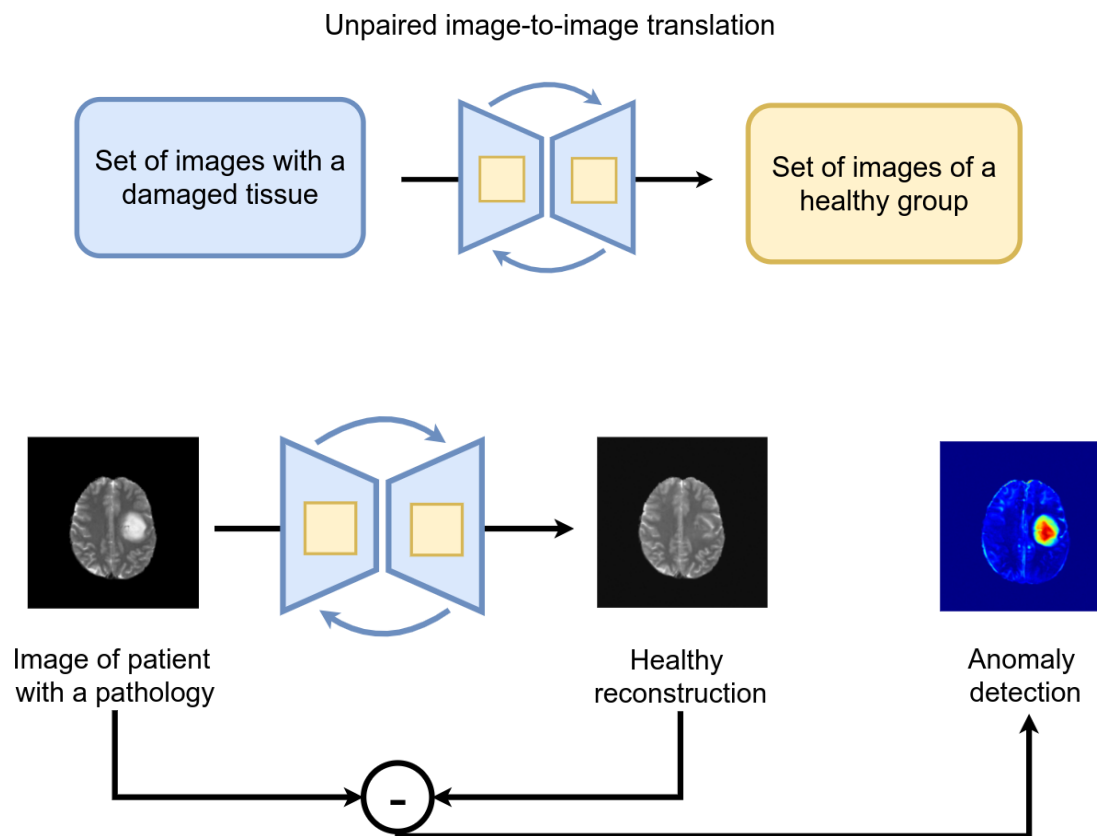 Unpaired image-to-image translation
Set of images with a
damaged tissue
Set of images of a
healthy group
Image of patient
with a pathology
Healthy
reconstruction
Anomaly
detection
-